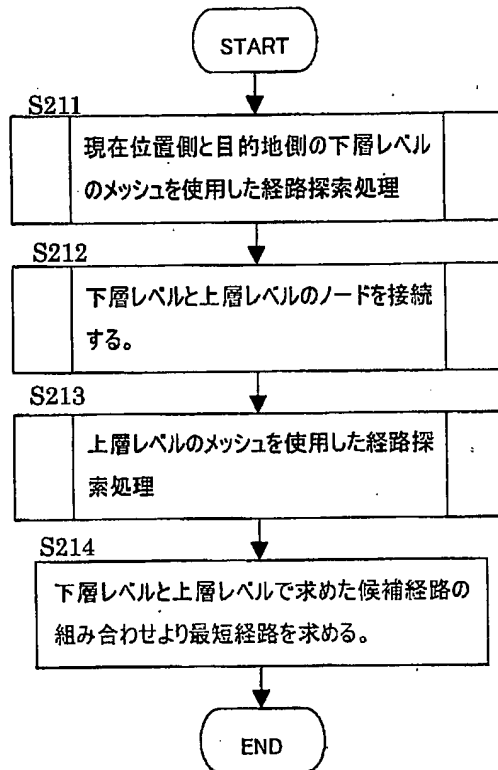 START
S211
現在位置側と目的地側の下層レベル
のメッシュを使用した経路探索処理
S212
下層レベルと上層レベルのノードを接続
する。
S213
上層レベルのメッシュを使用した経路探
索処理
S214
下層レベルと上層レベルで求めた候補経路の
組み合わせより最短経路を求める。
END